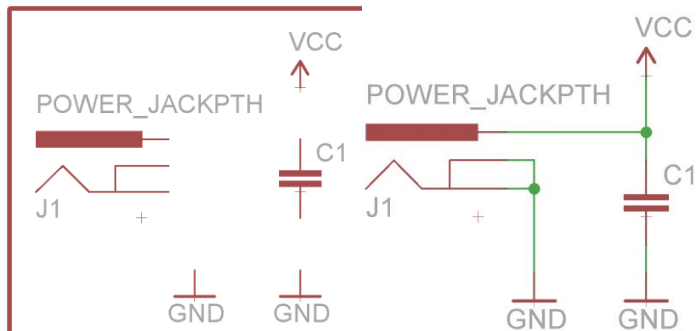 VCC
POWER_JACKPTH
C1
J1
GND
GND
VCC
POWER_JACKPTH
C1
J1
GND
GND